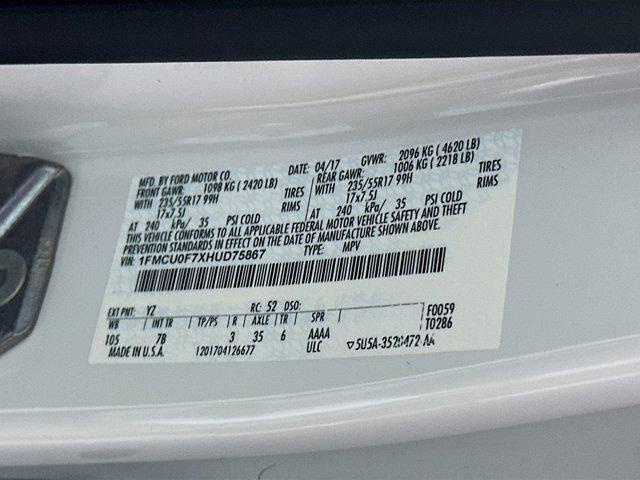 MFD. BY FORD MOTOR CO.
DATE: 04/17 GVWR: 2096 KG ( 4620 LB)
FRONT GAWR: 1098 KG ( 2420 LB) REAR GAWR: 1006 KG ( 2218 LB)
WITH 235/55R17 99H TIRES WITH 235/55R17 99H TIRES
17x7.5J RIMS 17x7.5J RIMS
AT 240 kPa/ 35 PSI COLD AT 240 kPa/ 35 PSI COLD
THIS VEHICLE CONFORMS TO ALL APPLICABLE FEDERAL MOTOR VEHICLE SAFETY AND THEFT
PREVENTION STANDARDS IN EFFECT ON THE DATE OF MANUFACTURE SHOWN ABOVE.
VIN: 1FMCU0F7XHUD75867 TYPE: MPV
EXT PNT: YZ RC: 52 DSO: F0059
WB INT TR TP/PS R AXLE TR SPR T0286
105 7B 3 35 6 AAAA
MADE IN U.S.A. 1201704126677 ULC